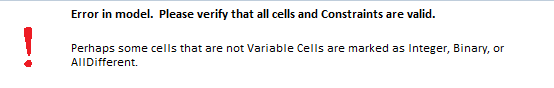 Error in model.  Please verify that all cells and Constraints are valid.
Perhaps some cells that are not Variable Cells are marked as Integer, Binary, or
AllDifferent.